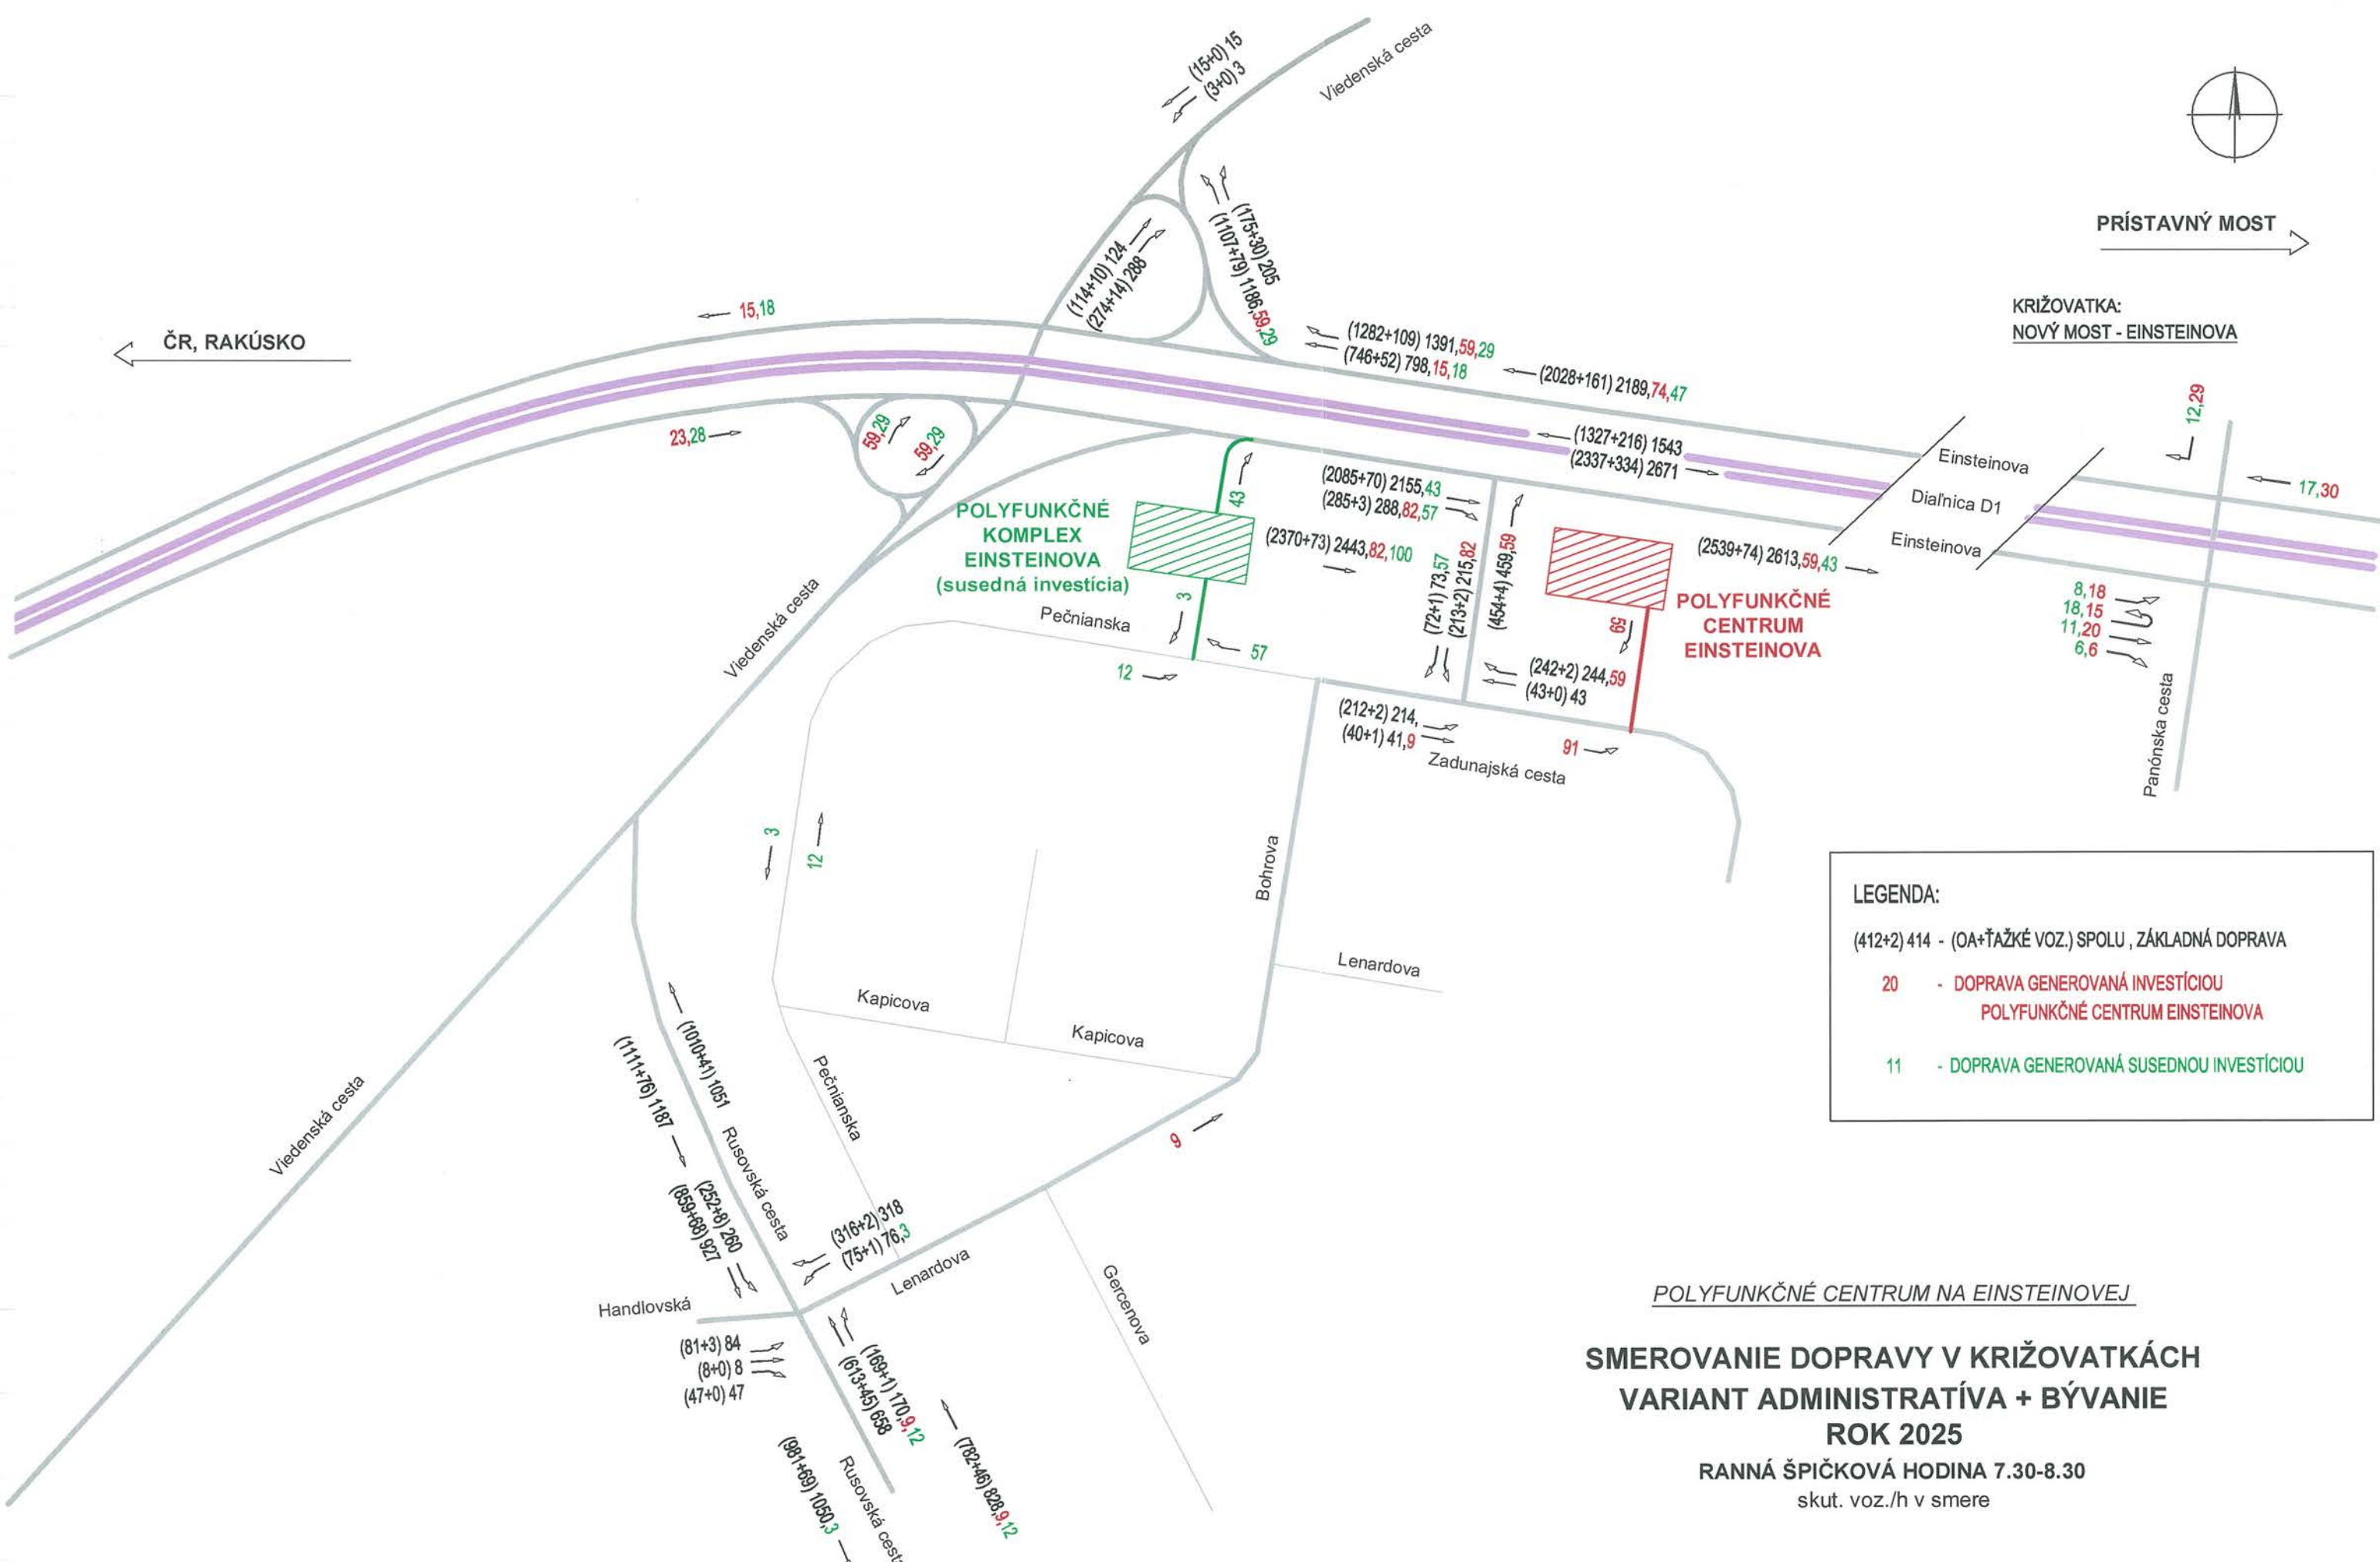 (15+0) 15
(3+0) 3
Viedenská cesta
PRÍSTAVNÝ MOST
KRIŽOVATKA:
NOVÝ MOST - EINSTEINOVA
ČR, RAKÚSKO
15,18
(114+10) 124
(274+14) 288
(175+30) 205
(1107+79) 1186,59,29
(1282+109) 1391,59,29
(746+52) 798,15,18
(2028+161) 2189,74,47
12,29
17,30
23,28
59,29
59,29
(1327+216) 1543
(2337+334) 2671
Einsteinova
Diaľnica D1
Einsteinova
POLYFUNKČNÉ
KOMPLEX
EINSTEINOVA
(susedná investícia)
43
(2085+70) 2155,43
(285+3) 288,82,57
(2370+73) 2443,82,100
(72+1) 73,57
(213+2) 215,82
(454+4) 459,59
(2539+74) 2613,59,43
POLYFUNKČNÉ
CENTRUM
EINSTEINOVA
59
8,18
18,15
11,20
6,6
Panónska cesta
Viedenská cesta
Pečnianska
3
57
12
(242+2) 244,59
(43+0) 43
(212+2) 214,
(40+1) 41,9
91
Zadunajská cesta
3
12
Bohrova
Lenardova
Kapicova
Kapicova
Pečnianska
Viedenská cesta
(1010+41) 1051
(1111+76) 1187
Rusovská cesta
(252+8) 260
(859+68) 927
9
(316+2) 318
(75+1) 76,3
Lenardova
Gercenova
Handlovská
(81+3) 84
(8+0) 8
(47+0) 47
(169+1) 170,9,12
(613+45) 658
(782+46) 828,9,12
(981+69) 1050,3
Rusovská cesta
LEGENDA:
(412+2) 414 - (OA+ŤAŽKÉ VOZ.) SPOLU , ZÁKLADNÁ DOPRAVA
20 - DOPRAVA GENEROVANÁ INVESTÍCIOU
POLYFUNKČNÉ CENTRUM EINSTEINOVA
11 - DOPRAVA GENEROVANÁ SUSEDNOU INVESTÍCIOU
POLYFUNKČNÉ CENTRUM NA EINSTEINOVEJ
SMEROVANIE DOPRAVY V KRIŽOVATKÁCH
VARIANT ADMINISTRATÍVA + BÝVANIE
ROK 2025
RANNÁ ŠPIČKOVÁ HODINA 7.30-8.30
skut. voz./h v smere